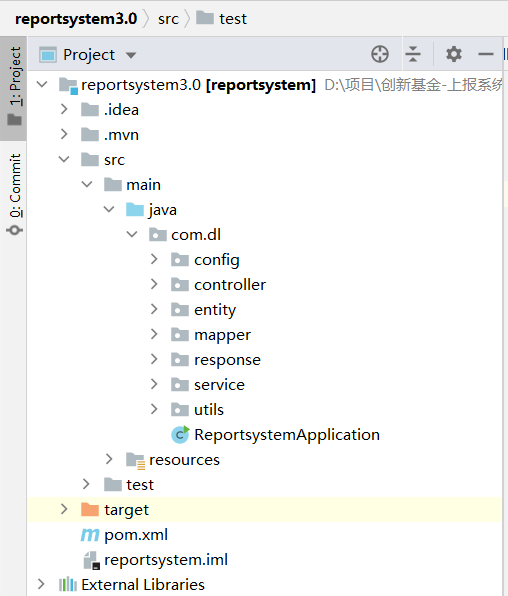 reportsystem3.0 〉 src 〉 test
1: Project
0: Commit
Project
reportsystem3.0 [reportsystem] D:\项目\创新基金-上报系统
.idea
.mvn
src
main
java
com.dl
config
controller
entity
mapper
response
service
utils
ReportsystemApplication
resources
test
target
pom.xml
reportsystem.iml
External Libraries